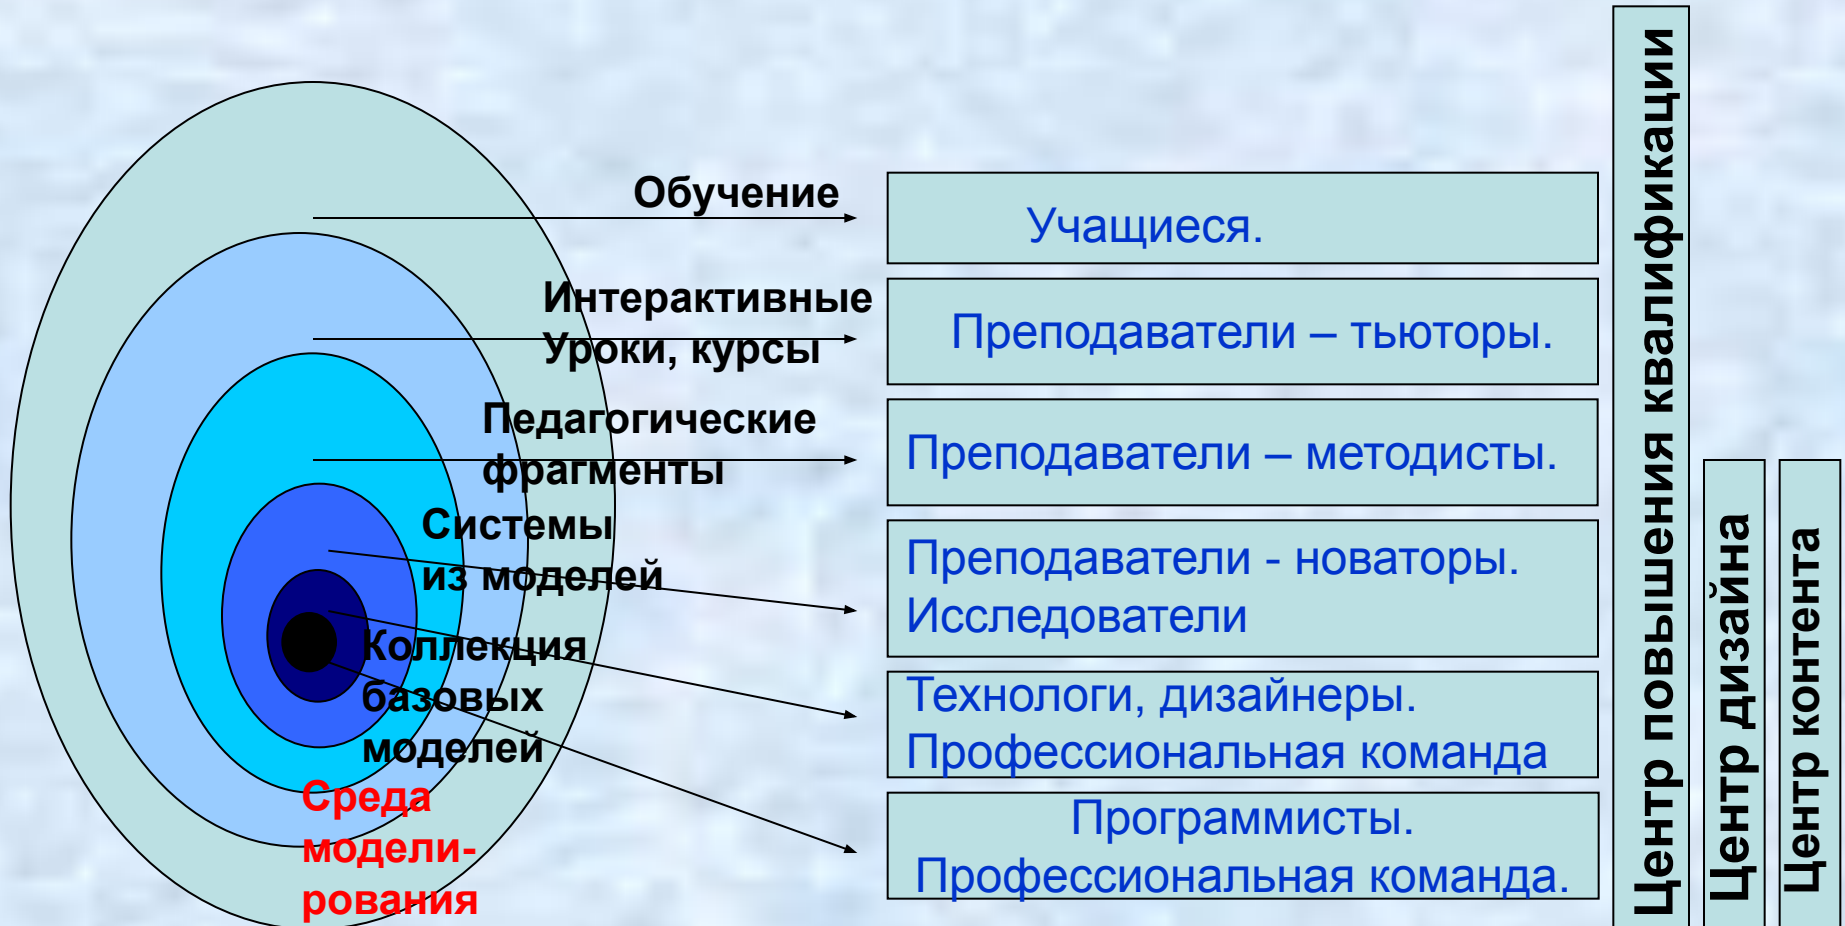 Обучение
Учащиеся.
Интерактивные
Уроки, курсы
Преподаватели – тьюторы.
Педагогические
фрагменты
Преподаватели – методисты.
Системы
из моделей
Преподаватели - новаторы.
Исследователи
Коллекция
базовых
моделей
Технологи, дизайнеры.
Профессиональная команда
Среда
модели-
рования
Программисты.
Профессиональная команда.
Центр повышения квалификации
Центр дизайна
Центр контента